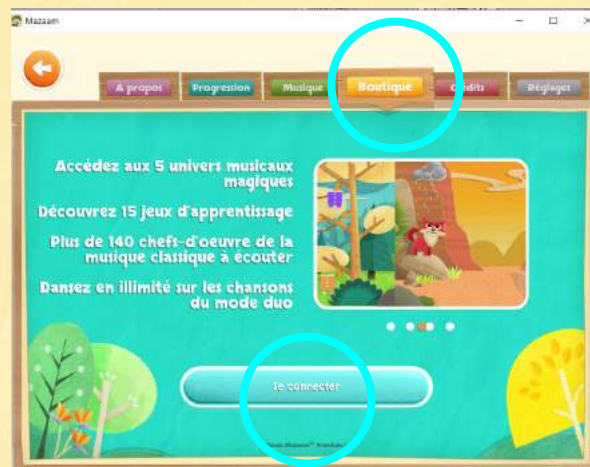 Mazaam
A propos
Progression
Musique
Boutique
Crédits
Réglages
Accédez aux 5 univers musicaux
magiques
Découvrez 15 jeux d'apprentissage
Plus de 140 chefs-d'oeuvre de la
musique classique à écouter
Dansez en illimité sur les chansons
du mode duo
Se connecter